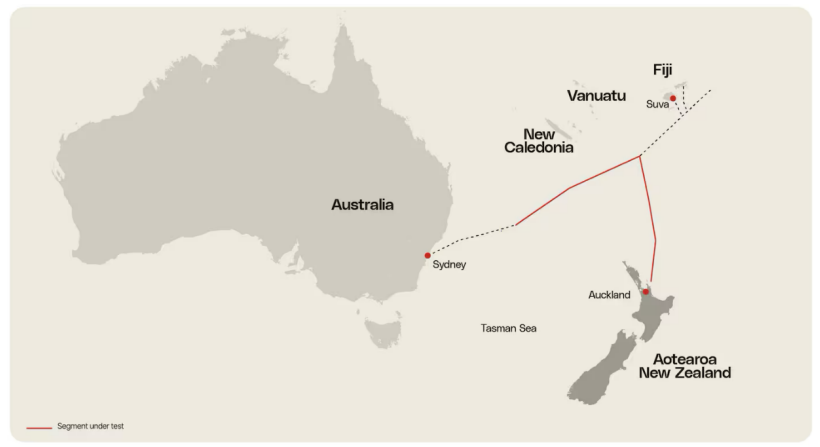 Fiji
Vanuatu
Suva
New
Caledonia
Australia
Sydney
Auckland
Tasman Sea
Aotearoa
New Zealand
Segment under test